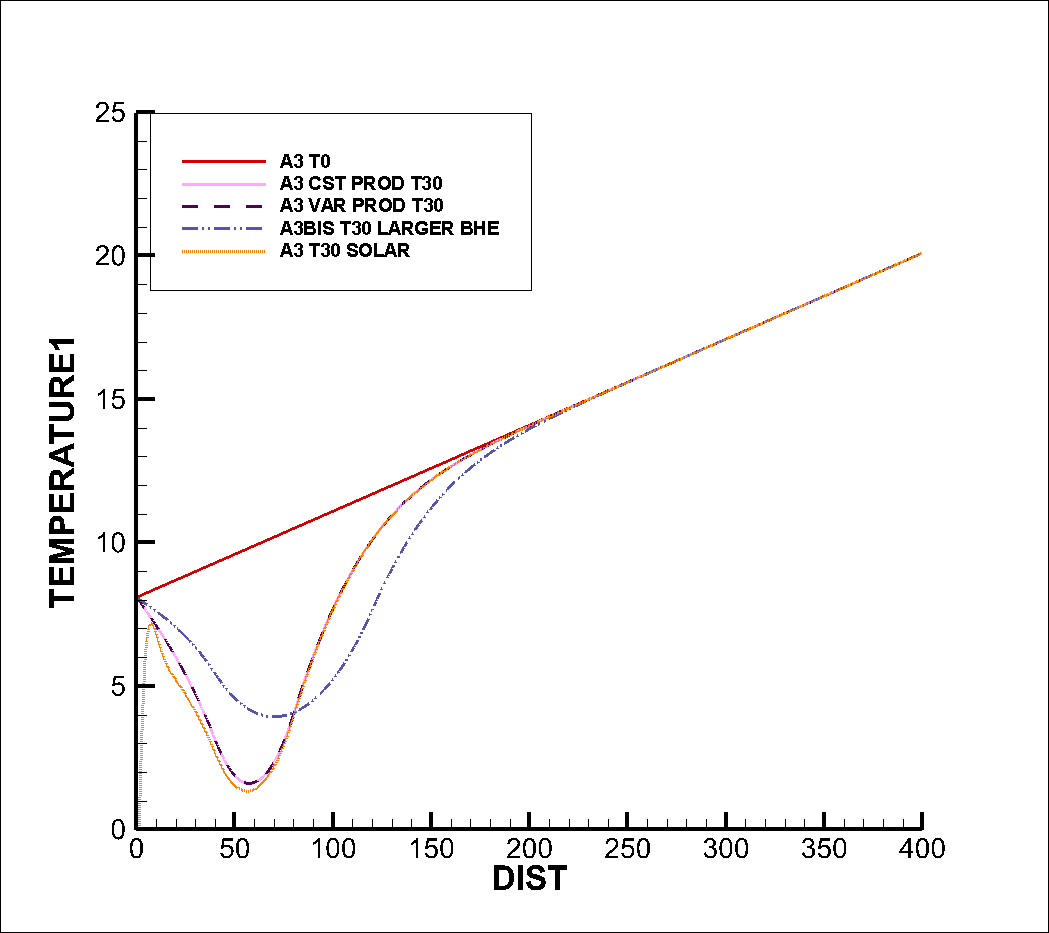 25
A3 T0
A3 CST PROD T30
A3 VAR PROD T30
A3BIS T30 LARGER BHE
A3 T30 SOLAR
20
15
10
5
0
TEMPERATURE1
0 50 100 150 200 250 300 350 400
DIST